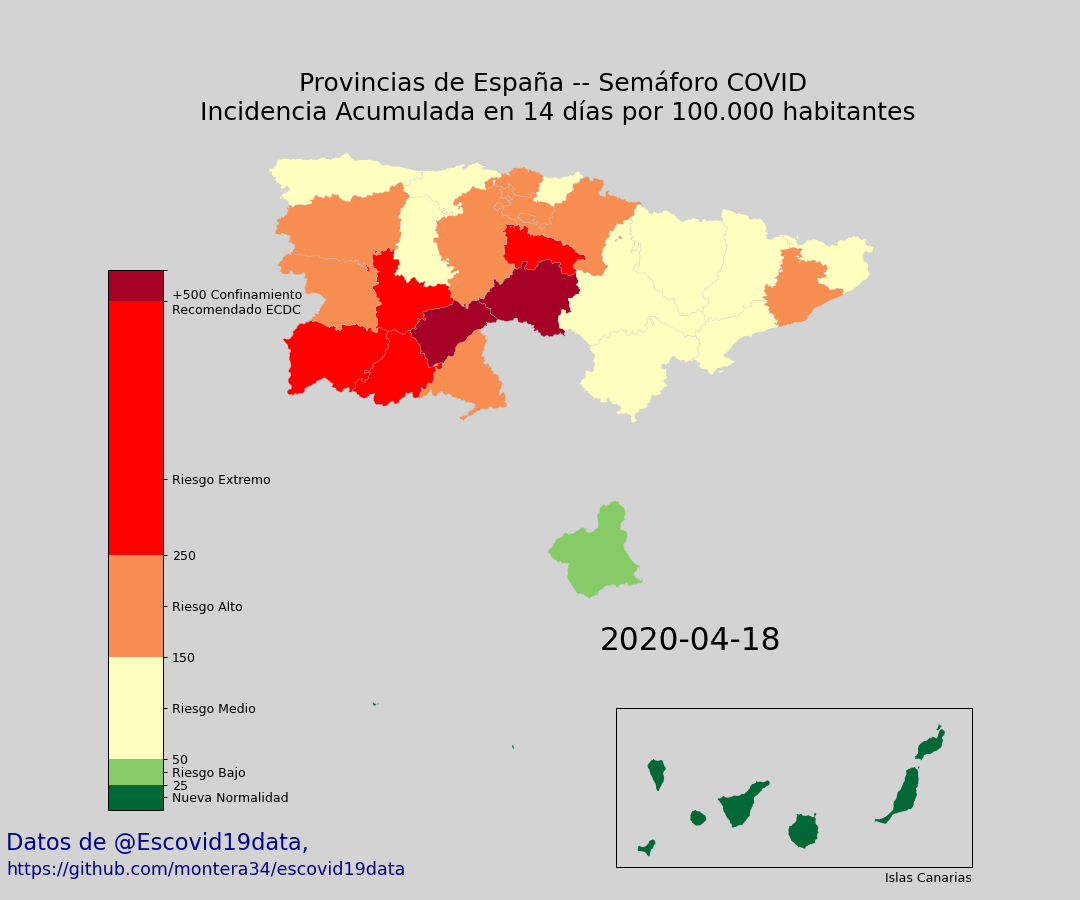 Provincias de España -- Semáforo COVID
Incidencia Acumulada en 14 días por 100.000 habitantes
+500 Confinamiento
Recomendado ECDC
Riesgo Extremo
250
Riesgo Alto
150
Riesgo Medio
50
Riesgo Bajo
25
Nueva Normalidad
2020-04-18
Islas Canarias
Datos de @Escovid19data,
https://github.com/montera34/escovid19data